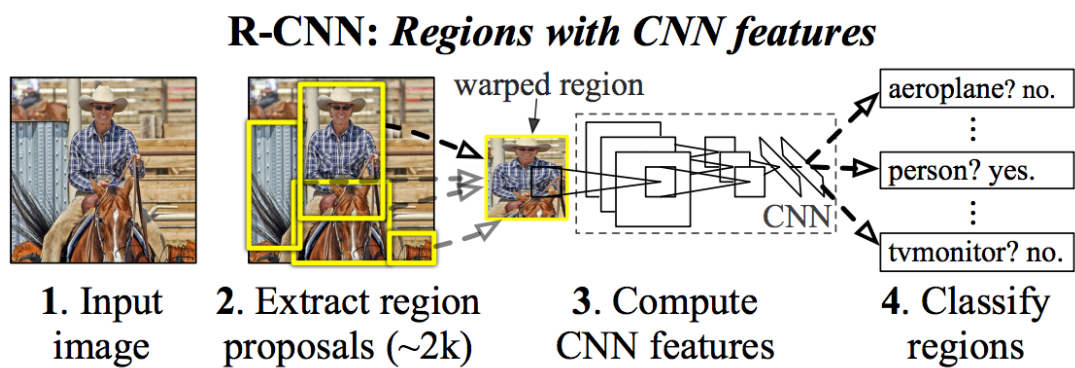 R-CNN: Regions with CNN features
warped region
aeroplane? no.
⋮
person? yes.
⋮
tvmonitor? no.
CNN
1. Input
image
2. Extract region
proposals (~2k)
3. Compute
CNN features
4. Classify
regions